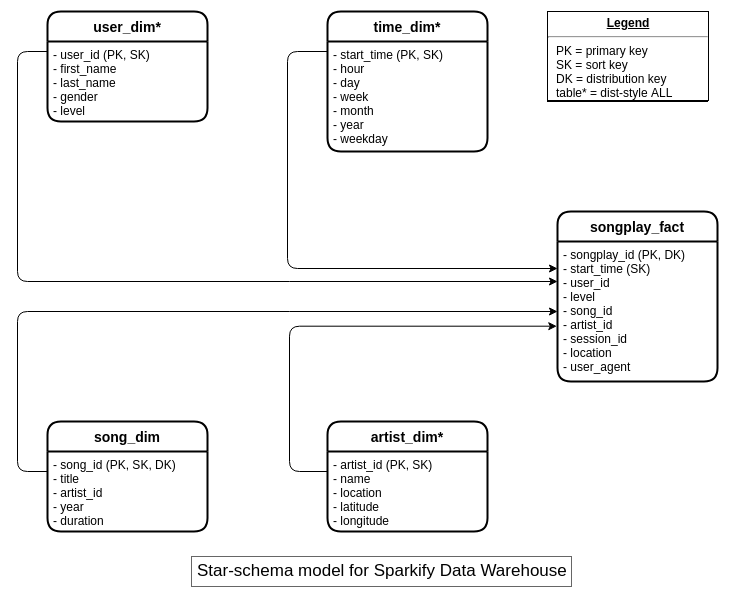 user_dim*
- user_id (PK, SK)
- first_name
- last_name
- gender
- level
time_dim*
- start_time (PK, SK)
- hour
- day
- week
- month
- year
- weekday
Legend
PK = primary key
SK = sort key
DK = distribution key
table* = dist-style ALL
songplay_fact
- songplay_id (PK, DK)
- start_time (SK)
- user_id
- level
- song_id
- artist_id
- session_id
- location
- user_agent
song_dim
- song_id (PK, SK, DK)
- title
- artist_id
- year
- duration
artist_dim*
- artist_id (PK, SK)
- name
- location
- latitude
- longitude
Star-schema model for Sparkify Data Warehouse